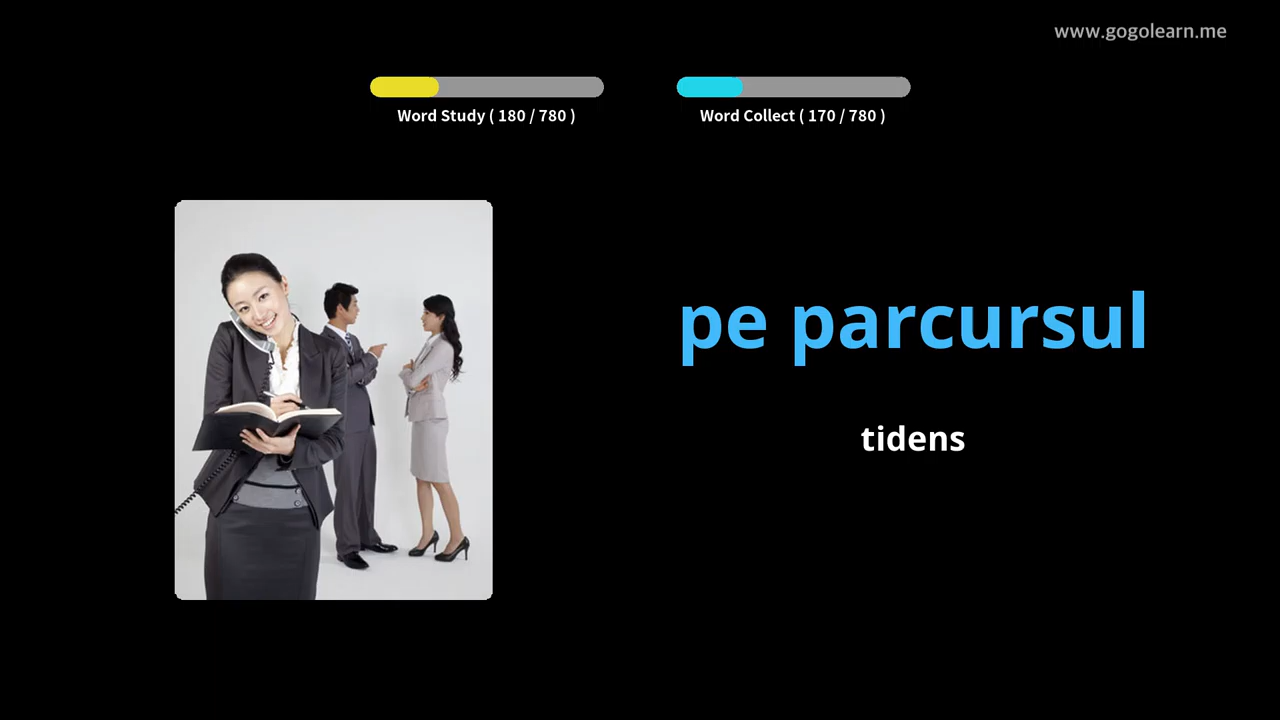 www.gogolearn.me
Word Study ( 180 / 780 )
Word Collect ( 170 / 780 )
pe parcursul
tidens